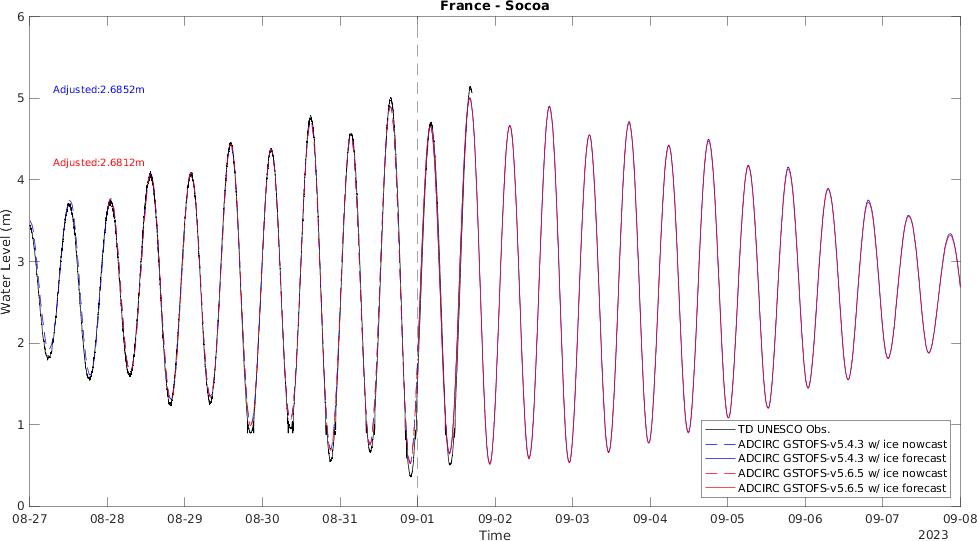 France - Socoa
6
5
4
3
2
1
0
Water Level (m)
Adjusted:2.6852m
Adjusted:2.6812m
TD UNESCO Obs.
ADCIRC GSTOFS-v5.4.3 w/ ice nowcast
ADCIRC GSTOFS-v5.4.3 w/ ice forecast
ADCIRC GSTOFS-v5.6.5 w/ ice nowcast
ADCIRC GSTOFS-v5.6.5 w/ ice forecast
08-27 08-28 08-29 08-30 08-31 09-01 09-02 09-03 09-04 09-05 09-06 09-07 09-08
Time
2023